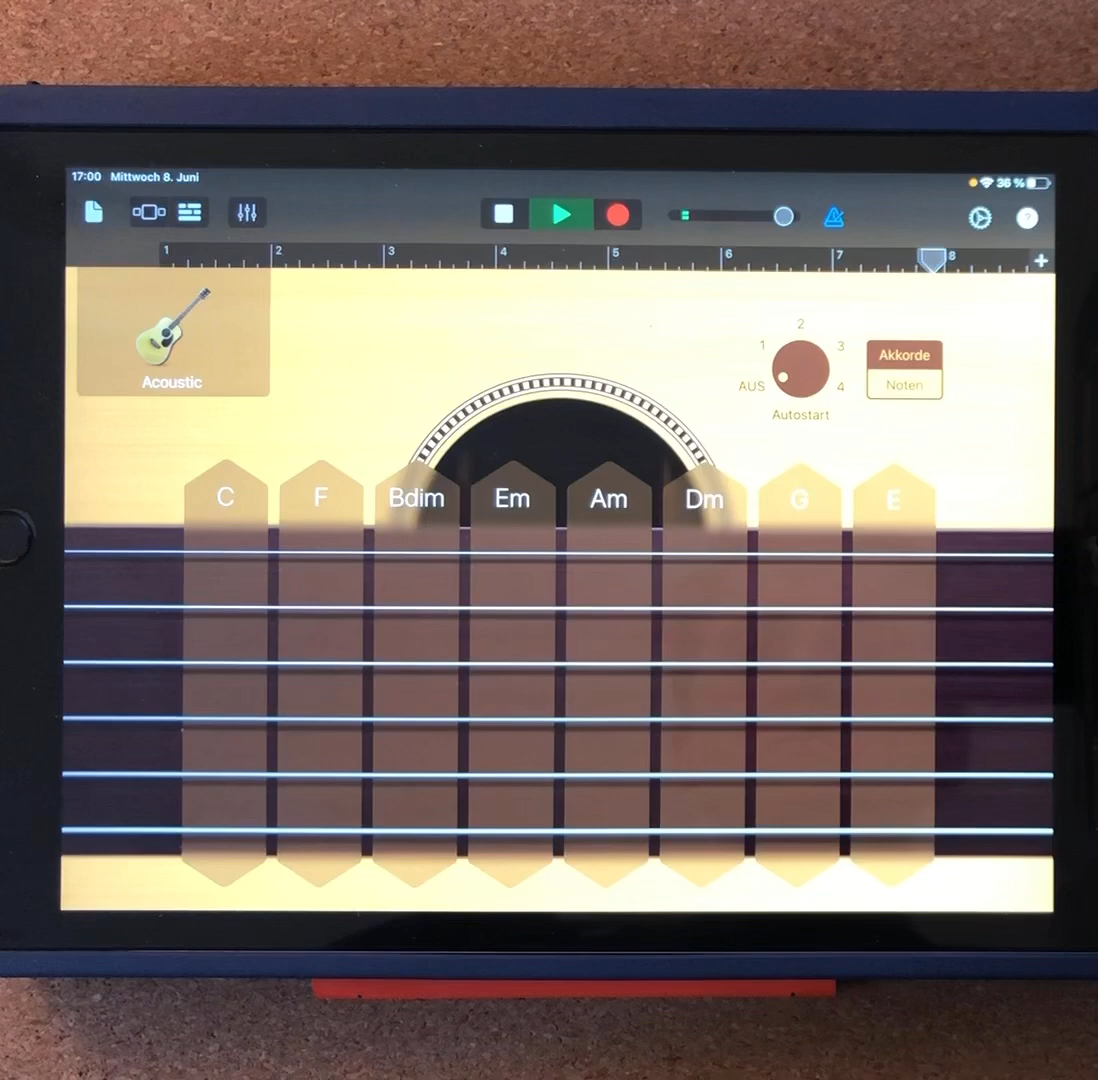 17:00 Mittwoch 8. Juni
36 %
?
1 2 3 4 5 6 7 8 +
2
1 3
Akkorde
AUS 4
Noten
Acoustic
Autostart
C F Bdim Em Am Dm G E